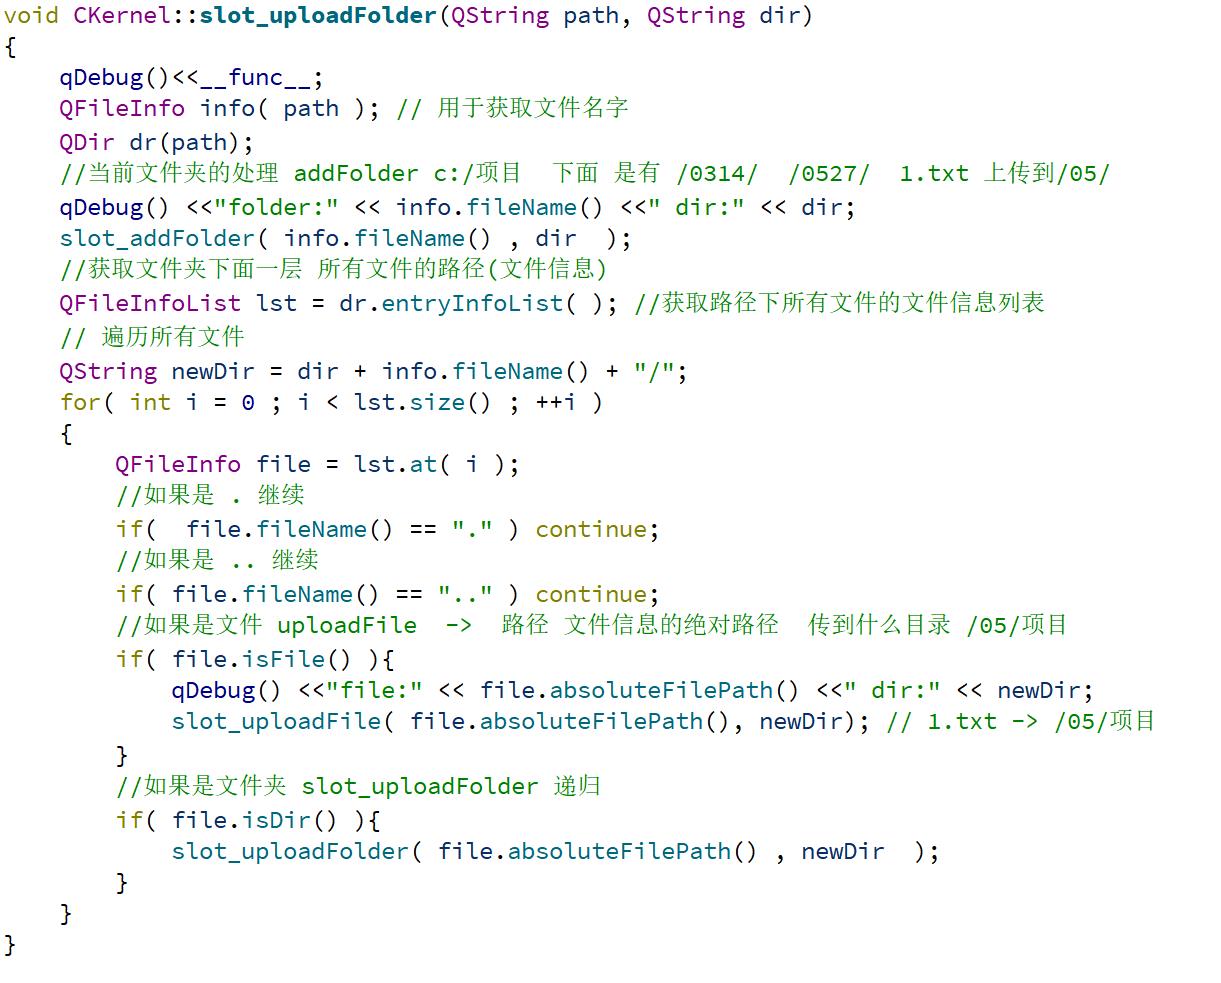 void CKernel::slot_uploadFolder(QString path, QString dir)
{
    qDebug()<<__func__;
    QFileInfo info( path ); // 用于获取文件名字
    QDir dr(path);
    //当前文件夹的处理 addFolder c:/项目  下面 是有 /0314/  /0527/  1.txt 上传到/05/
    qDebug() <<"folder:" << info.fileName() <<" dir:" << dir;
    slot_addFolder( info.fileName() , dir  );
    //获取文件夹下面一层 所有文件的路径(文件信息)
    QFileInfoList lst = dr.entryInfoList( ); //获取路径下所有文件的文件信息列表
    // 遍历所有文件
    QString newDir = dir + info.fileName() + "/";
    for( int i = 0 ; i < lst.size() ; ++i )
    {
        QFileInfo file = lst.at( i );
        //如果是 . 继续
        if(  file.fileName() == "." ) continue;
        //如果是 .. 继续
        if( file.fileName() == ".." ) continue;
        //如果是文件 uploadFile  ->  路径 文件信息的绝对路径  传到什么目录 /05/项目
        if( file.isFile() ){
            qDebug() <<"file:" << file.absoluteFilePath() <<" dir:" << newDir;
            slot_uploadFile( file.absoluteFilePath(), newDir); // 1.txt -> /05/项目
        }
        //如果是文件夹 slot_uploadFolder 递归
        if( file.isDir() ){
            slot_uploadFolder( file.absoluteFilePath() , newDir  );
        }
    }
}